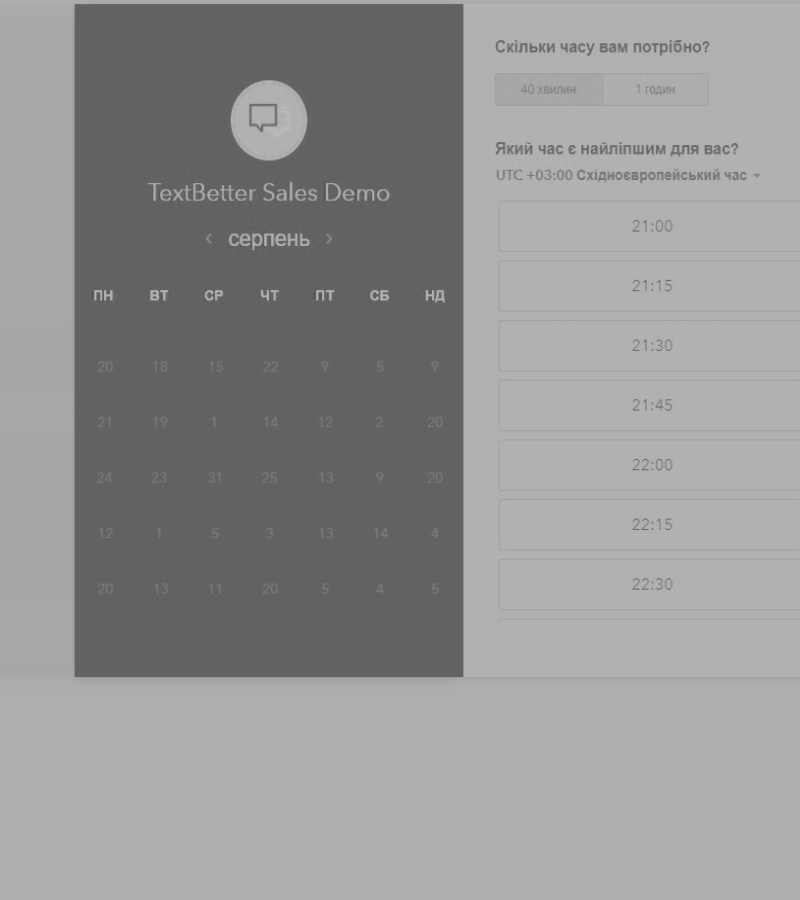 TextBetter Sales Demo
серпень
ПН ВТ СР ЧТ ПТ СБ НД
20 18 15 22 9 5 9
21 19 1 14 12 2 20
24 23 31 25 13 9 20
12 1 5 3 13 14 4
20 13 11 20 5 4 5
Скільки часу вам потрібно?
40 хвилин 1 годин
Який час є найліпшим для вас?
UTC +03:00 Східноєвропейський час
21:00
21:15
21:30
21:45
22:00
22:15
22:30